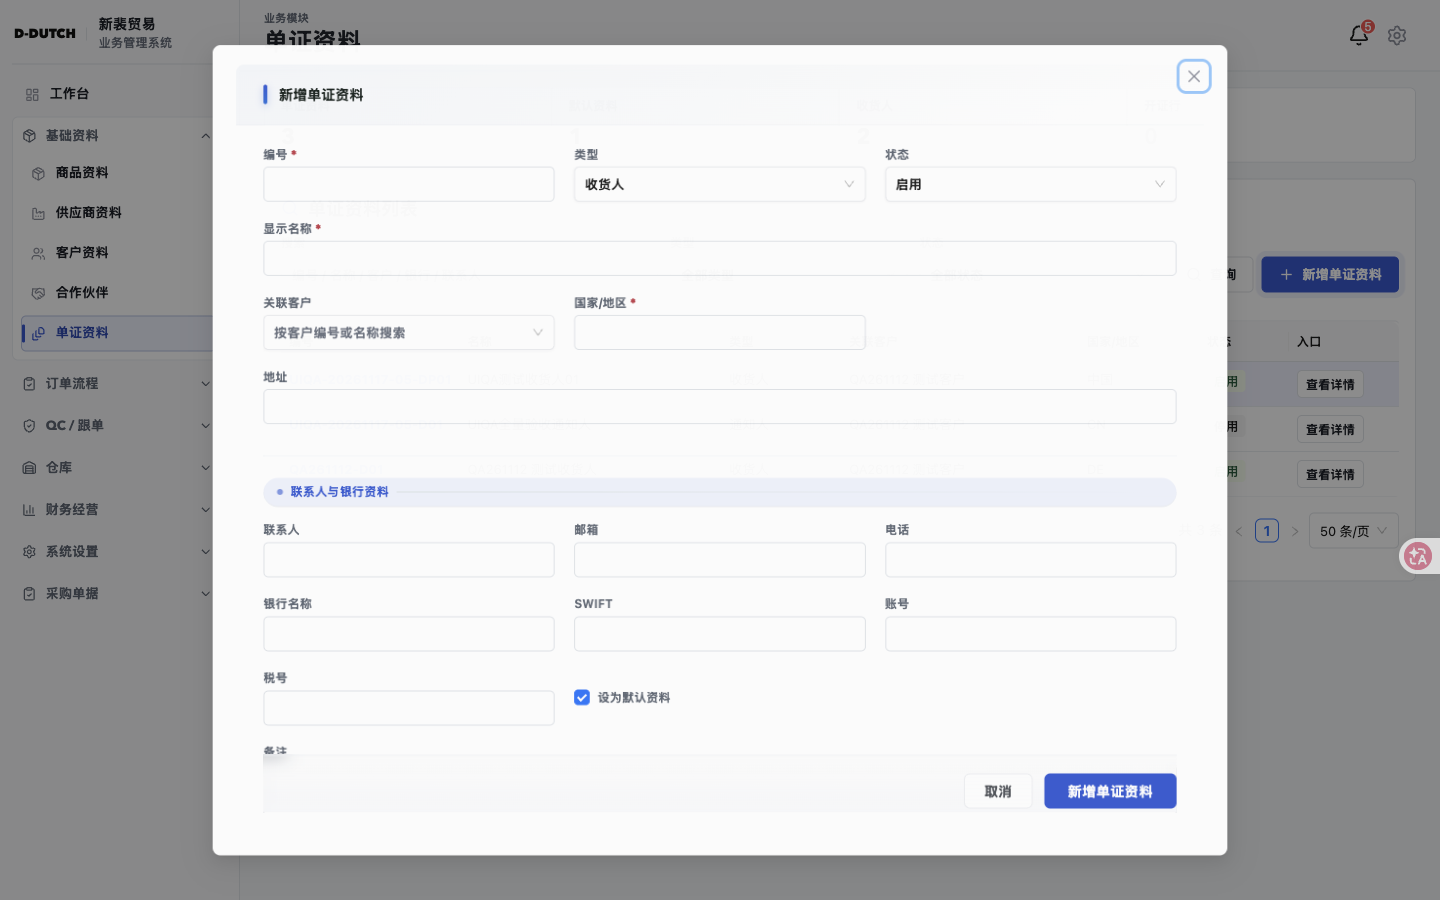 D-DUTCH
新裴贸易
业务管理系统
业务模块
单证资料
5
工作台
基础资料
商品资料
供应商资料
客户资料
合作伙伴
单证资料
订单流程
QC / 跟单
仓库
财务经营
系统设置
采购单据
新增单证资料
编号 *
类型
状态
收货人
启用
显示名称 *
关联客户
国家/地区 *
按客户编号或名称搜索
地址
联系人与银行资料
联系人
邮箱
电话
银行名称
SWIFT
账号
税号
设为默认资料
备注
取消
新增单证资料
询
新增单证资料
态
入口
用
查看详情
用
查看详情
用
查看详情
1
50 条/页